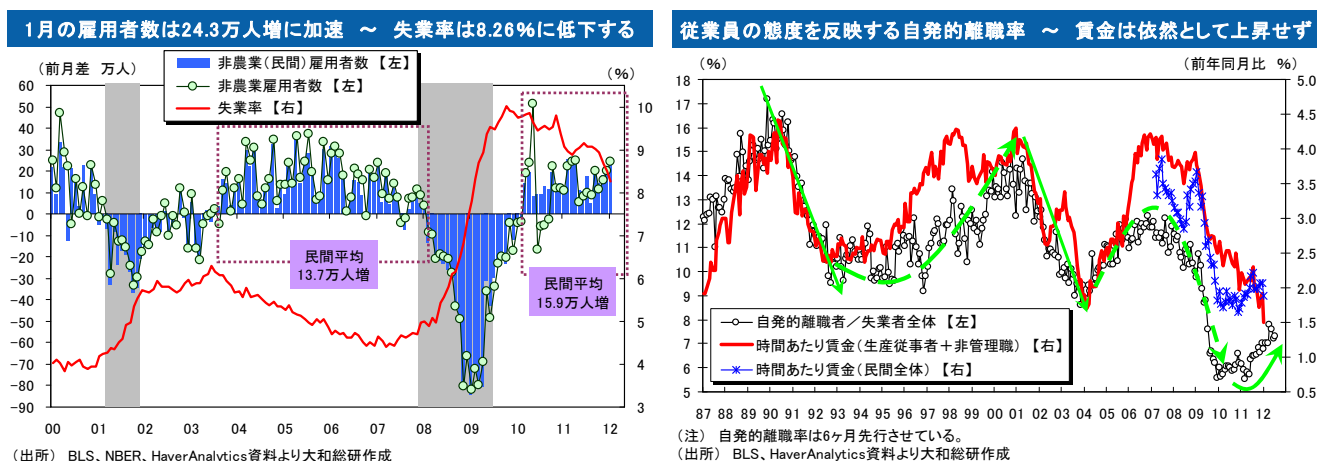 1月の雇用者数は24.3万人増に加速 ～ 失業率は8.26%に低下する
(前月差 万人)
(%)
非農業(民間)雇用者数 【左】
非農業雇用者数 【左】
失業率 【右】
60
50
40
30
20
10
0
-10
-20
-30
-40
-50
-60
-70
-80
-90
10
9
8
7
6
5
4
3
民間平均
13.7万人増
民間平均
15.9万人増
00 01 02 03 04 05 06 07 08 09 10 11 12
(出所) BLS、NBER、HaverAnalytics資料より大和総研作成
従業員の態度を反映する自発的離職率 ～ 賃金は依然として上昇せず
(%)
(前年同月比 %)
18
17
16
15
14
13
12
11
10
9
8
7
6
5
5.0
4.5
4.0
3.5
3.0
2.5
2.0
1.5
1.0
0.5
自発的離職者/失業者全体 【左】
時間あたり賃金(生産従事者+非管理職) 【右】
時間あたり賃金(民間全体) 【右】
87 88 89 90 91 92 93 94 95 96 97 98 99 00 01 02 03 04 05 06 07 08 09 10 11 12
(注) 自発的離職率は6ヶ月先行させている。
(出所) BLS、HaverAnalytics資料より大和総研作成